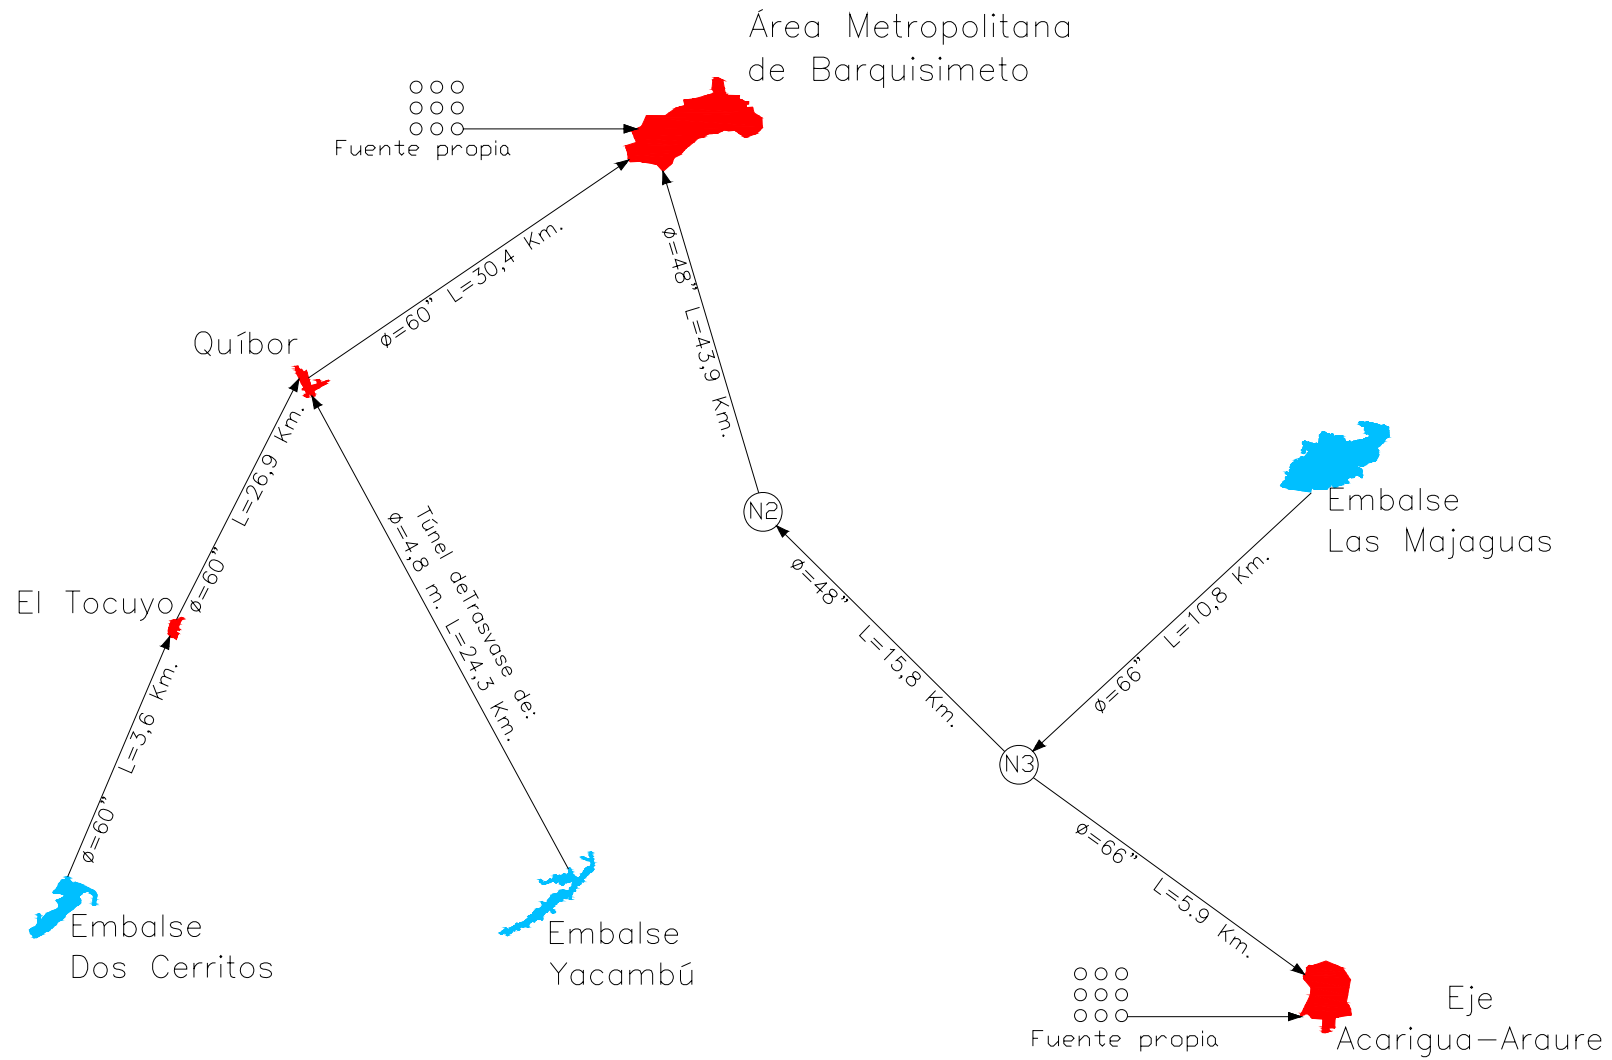 Área Metropolitana
de Barquisimeto
Fuente propia
ø=60” L=30,4 Km.
ø=48” L=43,9 Km.
Quíbor
ø=60” L=26,9 Km.
Túnel deTrasvase de:
ø=4,8 m. L=24,3 Km.
N2
Embalse
Las Majaguas
El Tocuyo
ø=48” L=15,8 Km.
ø=66” L=10,8 Km.
ø=60” L=3,6 Km.
N3
ø=66” L=5.9 Km.
Embalse
Dos Cerritos
Embalse
Yacambú
Fuente propia
Eje
Acarigua-Araure